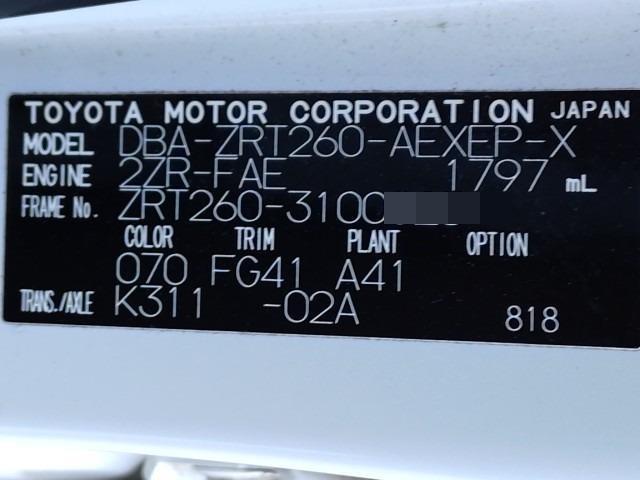 TOYOTA MOTOR CORPORATION JAPAN
MODEL DBA-ZRT260-AEXEP-X
ENGINE 2ZR-FAE 1797 mL
FRAME No. ZRT260-3100
COLOR TRIM PLANT OPTION
070 FG41 A41
TRANS./AXLE K311 -02A
818